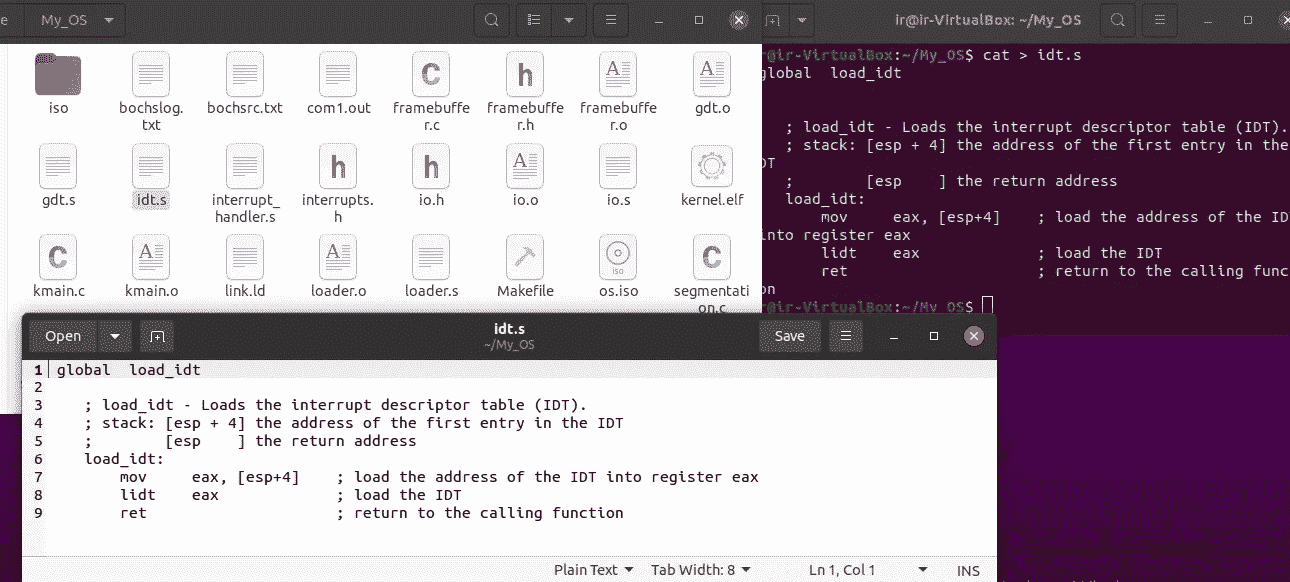 e My_OS
iso
bochslog.
txt
bochsrc.txt
com1.out
framebuffe
r.c
framebuffe
r.h
framebuffe
r.o
gdt.o
gdt.s
idt.s
interrupt_
handler.s
interrupts.
h
io.h
io.o
io.s
kernel.elf
kmain.c
kmain.o
link.ld
loader.o
loader.s
Makefile
os.iso
segmentati
on.c
ir@ir-VirtualBox: ~/My_OS
r@ir-VirtualBox:~/My_OS$ cat > idt.s
global  load_idt
; load_idt - Loads the interrupt descriptor table (IDT).
; stack: [esp + 4] the address of the first entry in the
DT
;        [esp    ] the return address
load_idt:
mov     eax, [esp+4]    ; load the address of the ID
into register eax
lidt    eax             ; load the IDT
ret                     ; return to the calling func
on
r@ir-VirtualBox:~/My_OS$
Open
idt.s
~/My_OS
Save
1 global  load_idt
2
3    ; load_idt - Loads the interrupt descriptor table (IDT).
4    ; stack: [esp + 4] the address of the first entry in the IDT
5    ;        [esp    ] the return address
6    load_idt:
7        mov     eax, [esp+4]    ; load the address of the IDT into register eax
8        lidt    eax             ; load the IDT
9        ret                     ; return to the calling function
Plain Text Tab Width: 8 Ln 1, Col 1 INS